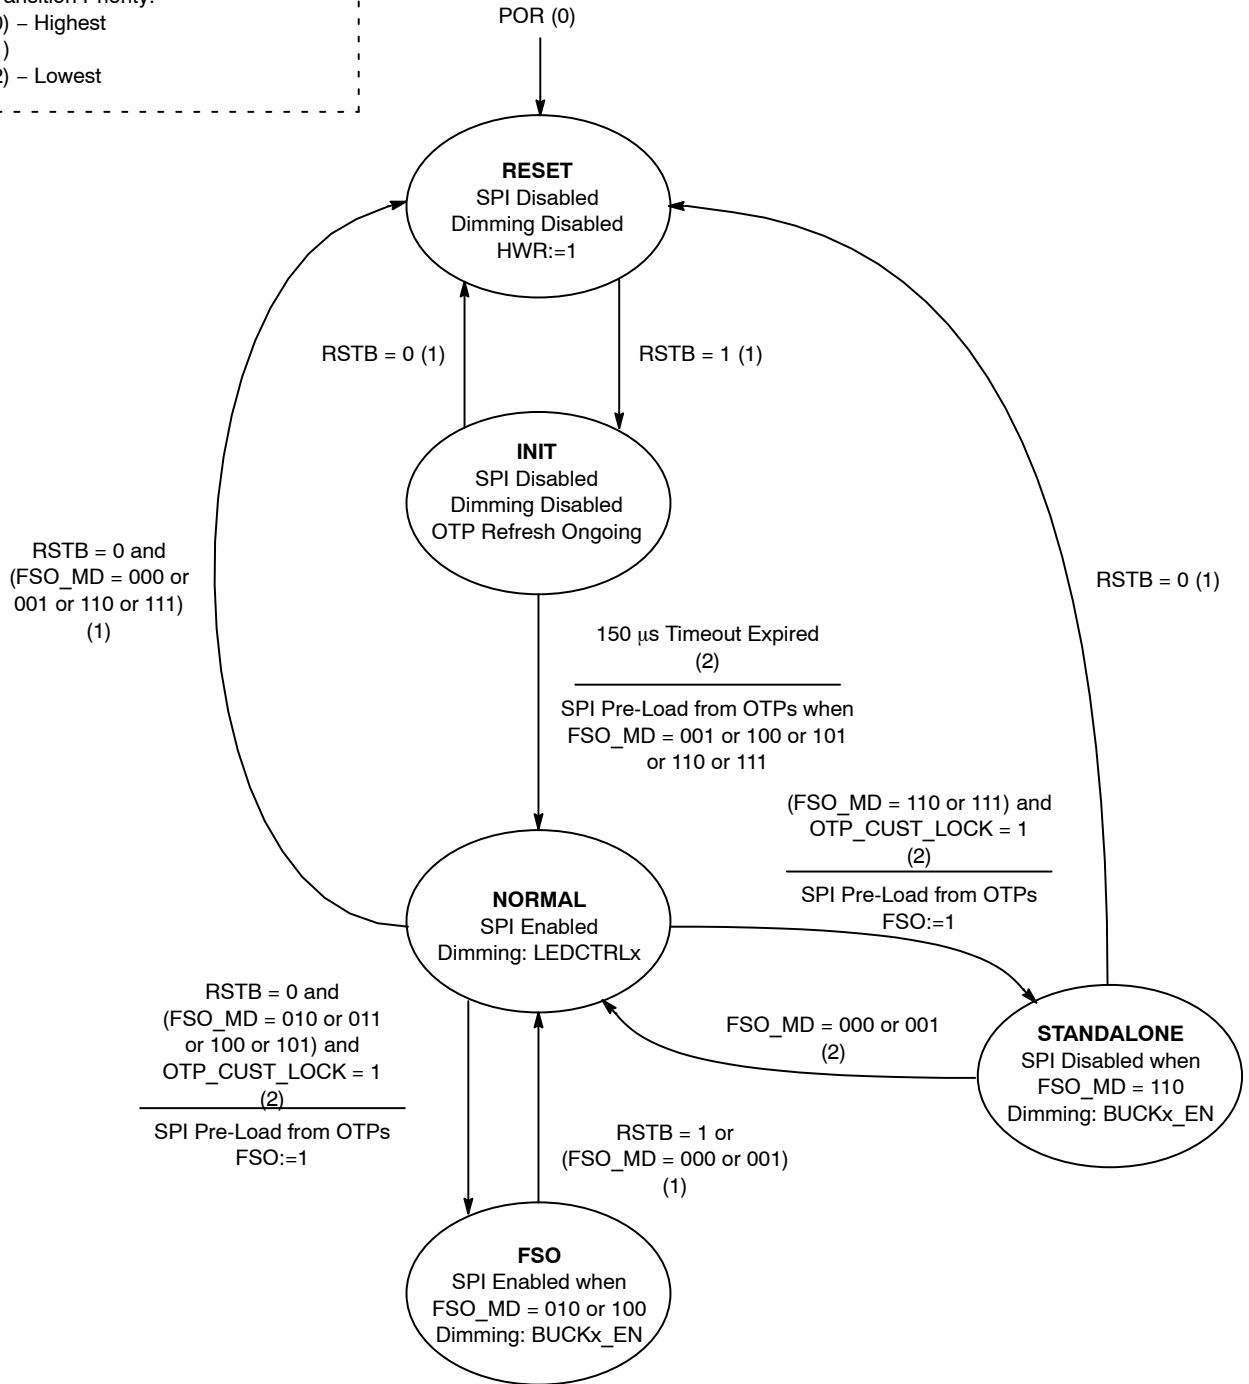 ansition Priority:
) – Highest
)
) – Lowest
POR (0)
RESET
SPI Disabled
Dimming Disabled
HWR:=1
RSTB = 0 (1)
RSTB = 1 (1)
INIT
SPI Disabled
Dimming Disabled
OTP Refresh Ongoing
RSTB = 0 and
(FSO_MD = 000 or
001 or 110 or 111)
(1)
RSTB = 0 (1)
150 μs Timeout Expired
(2)
SPI Pre-Load from OTPs when
FSO_MD = 001 or 100 or 101
or 110 or 111
(FSO_MD = 110 or 111) and
OTP_CUST_LOCK = 1
(2)
SPI Pre-Load from OTPs
FSO:=1
NORMAL
SPI Enabled
Dimming: LEDCTRLx
RSTB = 0 and
(FSO_MD = 010 or 011
or 100 or 101) and
OTP_CUST_LOCK = 1
(2)
SPI Pre-Load from OTPs
FSO:=1
FSO_MD = 000 or 001
(2)
STANDALONE
SPI Disabled when
FSO_MD = 110
Dimming: BUCKx_EN
RSTB = 1 or
(FSO_MD = 000 or 001)
(1)
FSO
SPI Enabled when
FSO_MD = 010 or 100
Dimming: BUCKx_EN